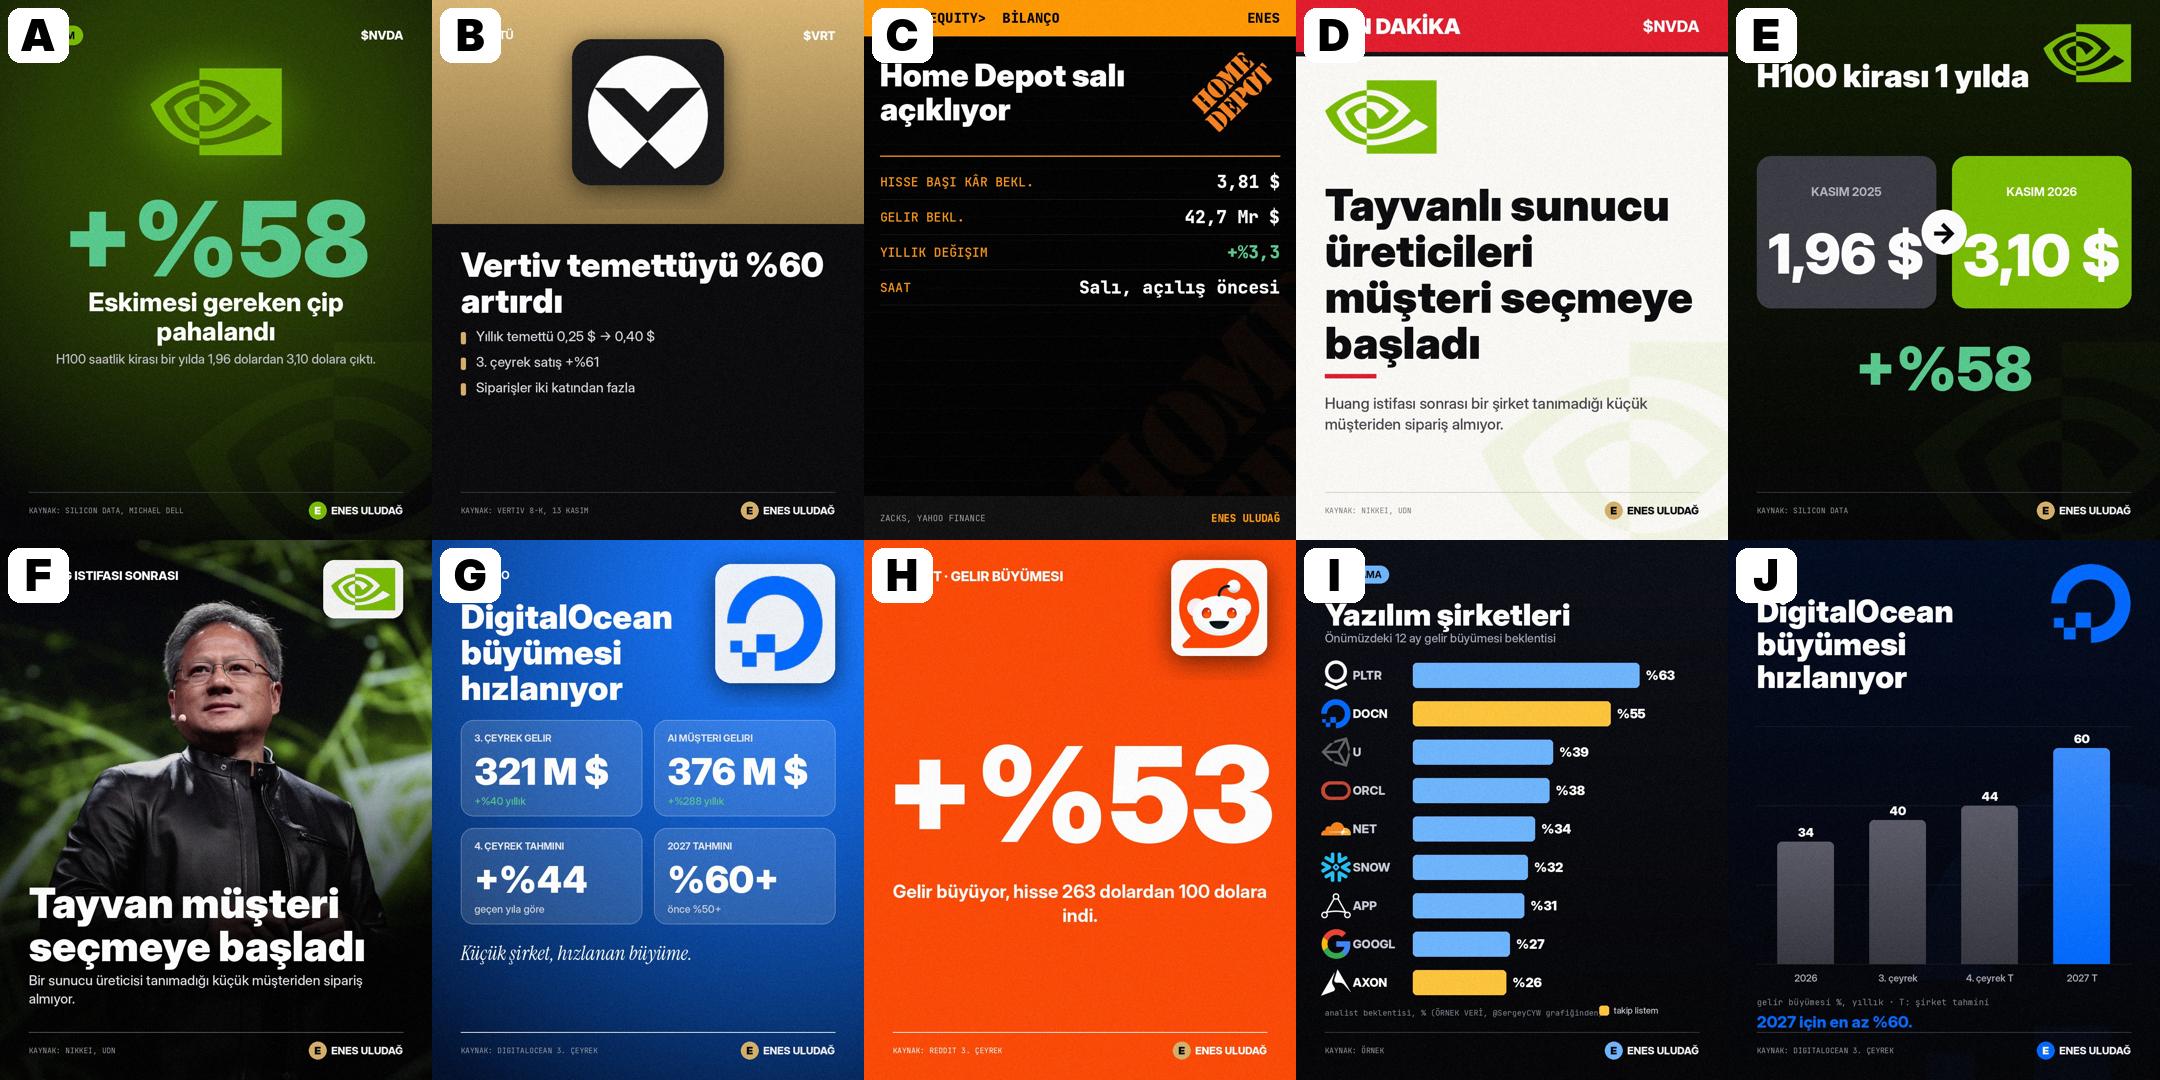 A
M
$NVDA
+%58
Eskimesi gereken çip
pahalandı
H100 saatlik kirası bir yılda 1,96 dolardan 3,10 dolara çıktı.
KAYNAK: SILICON DATA, MICHAEL DELL
E ENES ULUDAĞ
B
TÜ
$VRT
Vertiv temettüyü %60
artırdı
Yıllık temettü 0,25 $ → 0,40 $
3. çeyrek satış +%61
Siparişler iki katından fazla
KAYNAK: VERTIV 8-K, 13 KASIM
E ENES ULUDAĞ
C
EQUITY> BİLANÇO
ENES
Home Depot salı
açıklıyor
HOME
DEPOT
HISSE BAŞI KÂR BEKL. 3,81 $
GELIR BEKL. 42,7 Mr $
YILLIK DEĞIŞIM +%3,3
SAAT Salı, açılış öncesi
ZACKS, YAHOO FINANCE
ENES ULUDAĞ
D
N DAKİKA
$NVDA
Tayvanlı sunucu
üreticileri
müşteri seçmeye
başladı
Huang istifası sonrası bir şirket tanımadığı küçük
müşteriden sipariş almıyor.
KAYNAK: NIKKEI, UDN
E ENES ULUDAĞ
E
H100 kirası 1 yılda
KASIM 2025
1,96 $
→
KASIM 2026
3,10 $
+%58
KAYNAK: SILICON DATA
E ENES ULUDAĞ
F
G ISTIFASI SONRASI
Tayvan müşteri
seçmeye başladı
Bir sunucu üreticisi tanımadığı küçük müşteriden sipariş
almıyor.
KAYNAK: NIKKEI, UDN
E ENES ULUDAĞ
G
O
DigitalOcean
büyümesi
hızlanıyor
3. ÇEYREK GELIR
321 M $
+%40 yıllık
AI MÜŞTERI GELIRI
376 M $
+%288 yıllık
4. ÇEYREK TAHMINI
+%44
geçen yıla göre
2027 TAHMINI
%60+
önce %50+
Küçük şirket, hızlanan büyüme.
KAYNAK: DIGITALOCEAN 3. ÇEYREK
E ENES ULUDAĞ
H
T · GELIR BÜYÜMESI
+%53
Gelir büyüyor, hisse 263 dolardan 100 dolara
indi.
KAYNAK: REDDIT 3. ÇEYREK
E ENES ULUDAĞ
I
AMA
Yazılım şirketleri
Önümüzdeki 12 ay gelir büyümesi beklentisi
PLTR %63
DOCN %55
U %39
ORCL %38
NET %34
SNOW %32
APP %31
GOOGL %27
AXON %26
analist beklentisi, % (ÖRNEK VERİ, @SergeyCYW grafiğinden
takip listem
KAYNAK: ÖRNEK
E ENES ULUDAĞ
J
DigitalOcean
büyümesi
hızlanıyor
34
40
44
60
2026
3. çeyrek
4. çeyrek T
2027 T
gelir büyümesi %, yıllık · T: şirket tahmini
2027 için en az %60.
KAYNAK: DIGITALOCEAN 3. ÇEYREK
E ENES ULUDAĞ